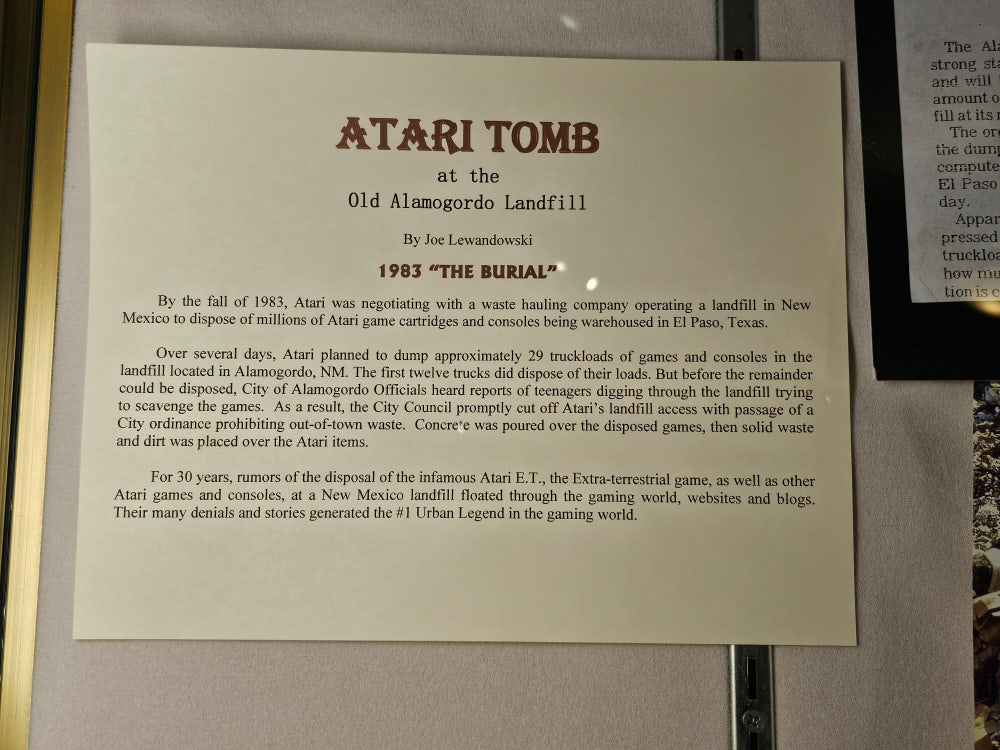 ATARI TOMB
at the
Old Alamogordo Landfill
By Joe Lewandowski
1983 “THE BURIAL”
By the fall of 1983, Atari was negotiating with a waste hauling company operating a landfill in New
Mexico to dispose of millions of Atari game cartridges and consoles being warehoused in El Paso, Texas.
Over several days, Atari planned to dump approximately 29 truckloads of games and consoles in the
landfill located in Alamogordo, NM. The first twelve trucks did dispose of their loads. But before the remainder
could be disposed, City of Alamogordo Officials heard reports of teenagers digging through the landfill trying
to scavenge the games. As a result, the City Council promptly cut off Atari’s landfill access with passage of a
City ordinance prohibiting out-of-town waste. Concrete was poured over the disposed games, then solid waste
and dirt was placed over the Atari items.
For 30 years, rumors of the disposal of the infamous Atari E.T., the Extra-terrestrial game, as well as other
Atari games and consoles, at a New Mexico landfill floated through the gaming world, websites and blogs.
Their many denials and stories generated the #1 Urban Legend in the gaming world.
The
strong
and will
amount
fill at its
The
the
El Paso
day.
pressed
how
tion is